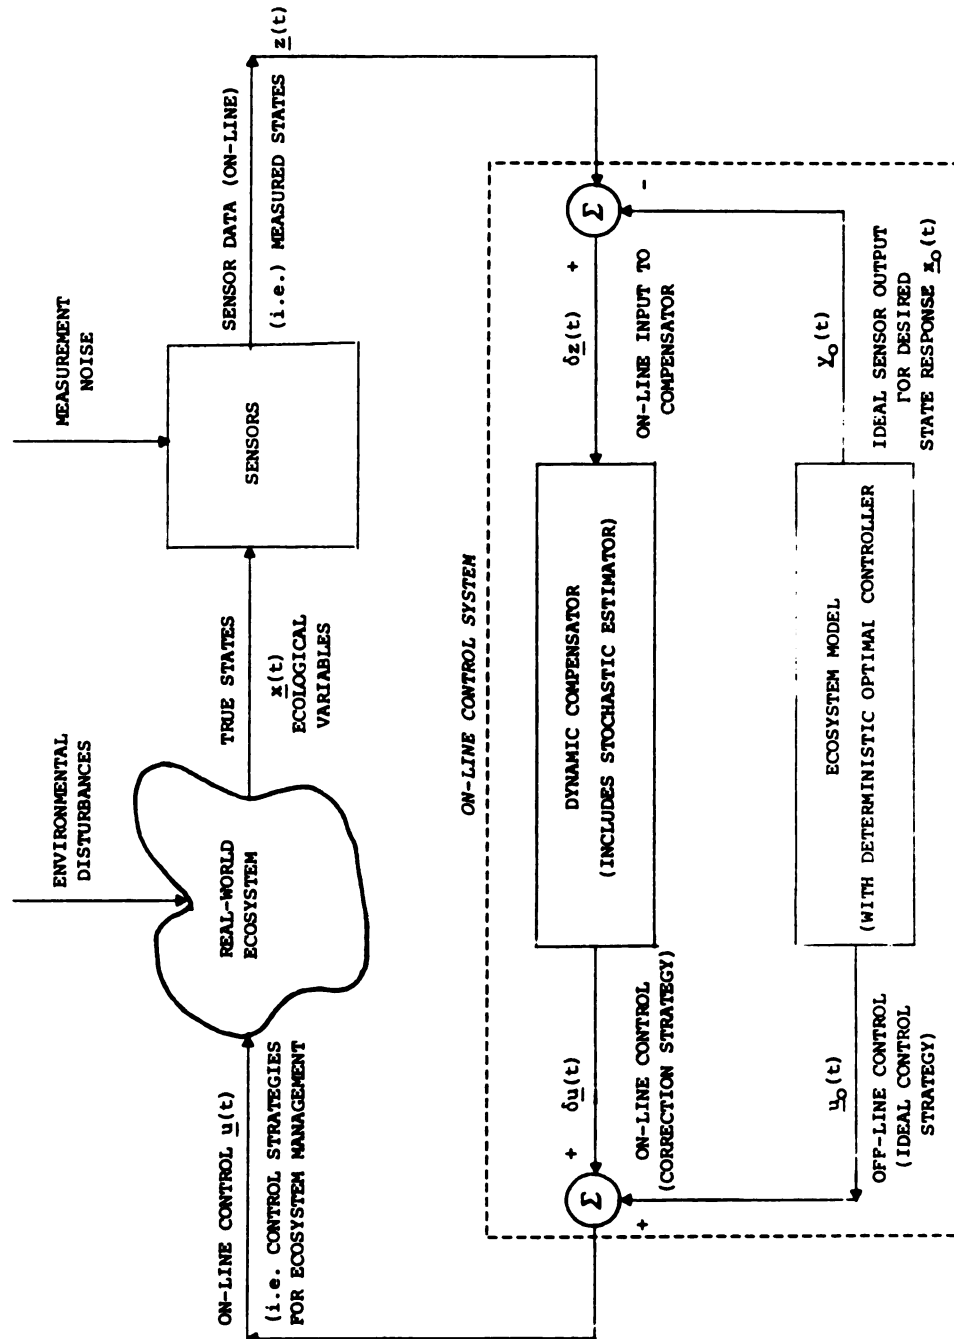 ENVIRONMENTAL
DISTURBANCES
MEASUREMENT
NOISE
ON-LINE CONTROL u(t)
(i.e. CONTROL STRATEGIES
FOR ECOSYSTEM MANAGEMENT
REAL-WORLD
ECOSYSTEM
TRUE STATES
x(t)
ECOLOGICAL
VARIABLES
SENSORS
SENSOR DATA (ON-LINE)
(i.e.) MEASURED STATES
z(t)
ON-LINE CONTROL SYSTEM
Σ
+
+
δu(t)
ON-LINE CONTROL
(CORRECTION STRATEGY)
DYNAMIC COMPENSATOR
(INCLUDES STOCHASTIC ESTIMATOR)
+
δz(t)
ON-LINE INPUT TO
COMPENSATOR
Σ
-
u₀(t)
OFF-LINE CONTROL
(IDEAL CONTROL
STRATEGY)
ECOSYSTEM MODEL
(WITH DETERMINISTIC OPTIMAL CONTROLLER
y₀(t)
IDEAL SENSOR OUTPUT
FOR DESIRED
STATE RESPONSE x₀(t)